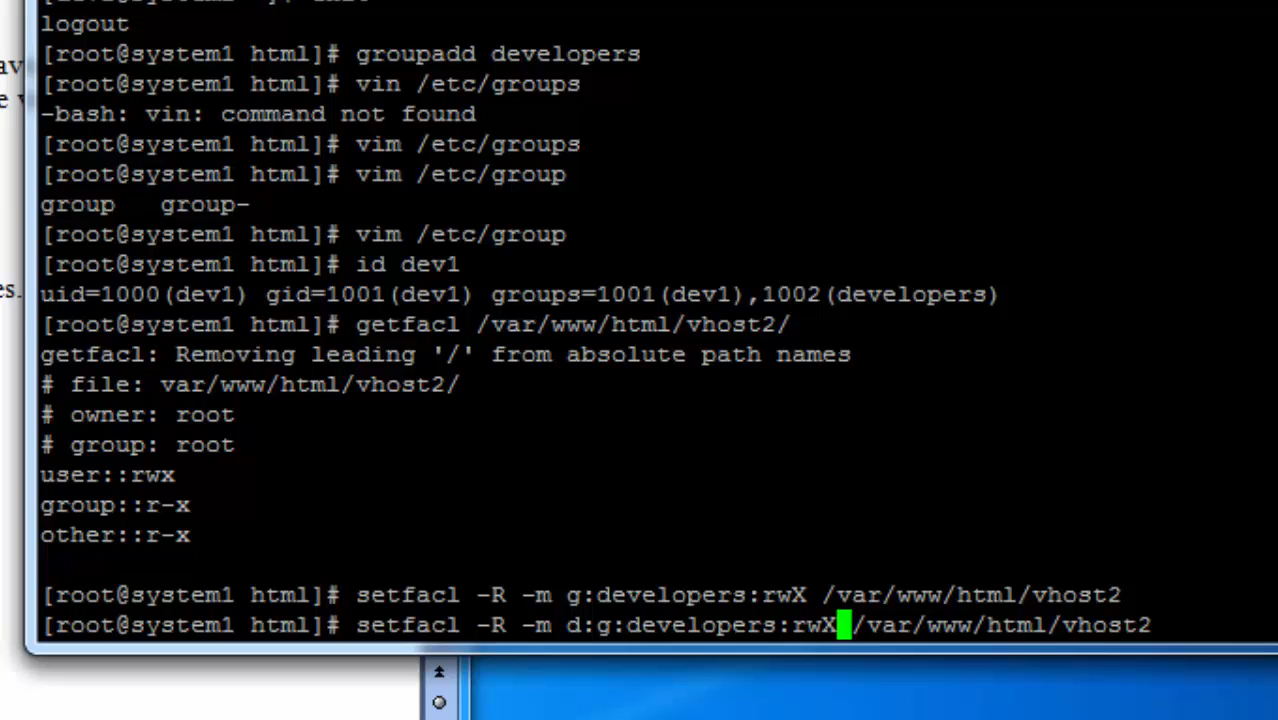 logout
[root@system1 html]# groupadd developers
[root@system1 html]# vin /etc/groups
-bash: vin: command not found
[root@system1 html]# vim /etc/groups
[root@system1 html]# vim /etc/group
group   group-
[root@system1 html]# vim /etc/group
[root@system1 html]# id dev1
uid=1000(dev1) gid=1001(dev1) groups=1001(dev1),1002(developers)
[root@system1 html]# getfacl /var/www/html/vhost2/
getfacl: Removing leading '/' from absolute path names
# file: var/www/html/vhost2/
# owner: root
# group: root
user::rwx
group::r-x
other::r-x
[root@system1 html]# setfacl -R -m g:developers:rwX /var/www/html/vhost2
[root@system1 html]# setfacl -R -m d:g:developers:rwX /var/www/html/vhost2